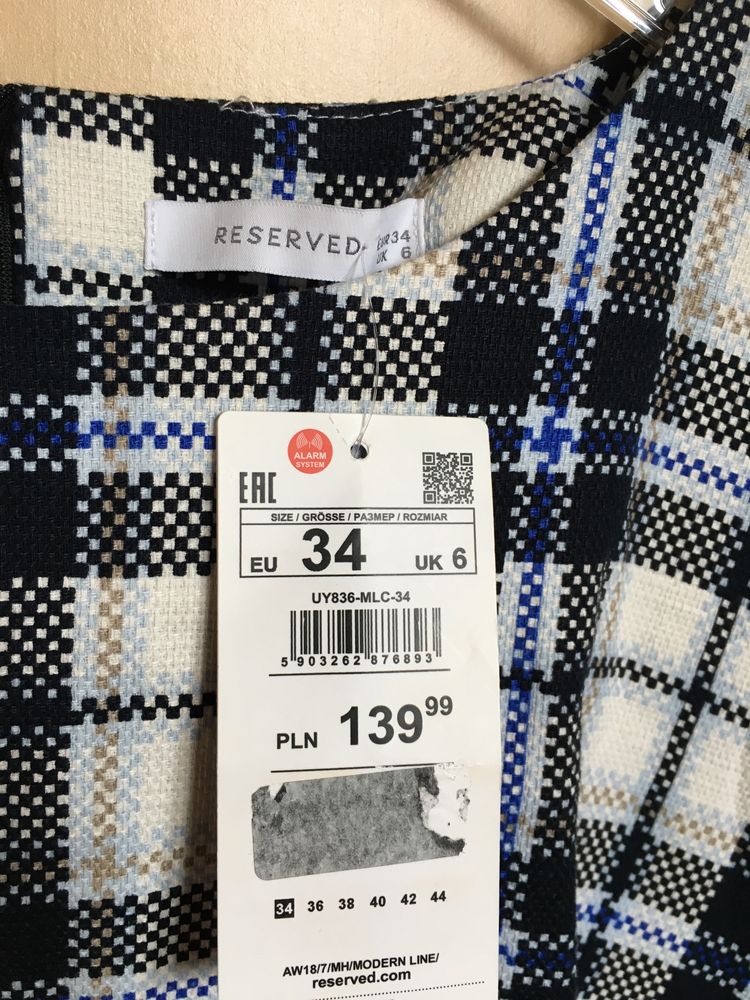 RESERVED
EUR 34
UK 6
ALARM
SYSTEM
EAC
SIZE / GRÖSSE / РАЗМЕР / ROZMIAR
EU 34 UK 6
UY836-MLC-34
5 903262 876893
PLN 139 99
34 36 38 40 42 44
AW18/7/MH/MODERN LINE/
reserved.com